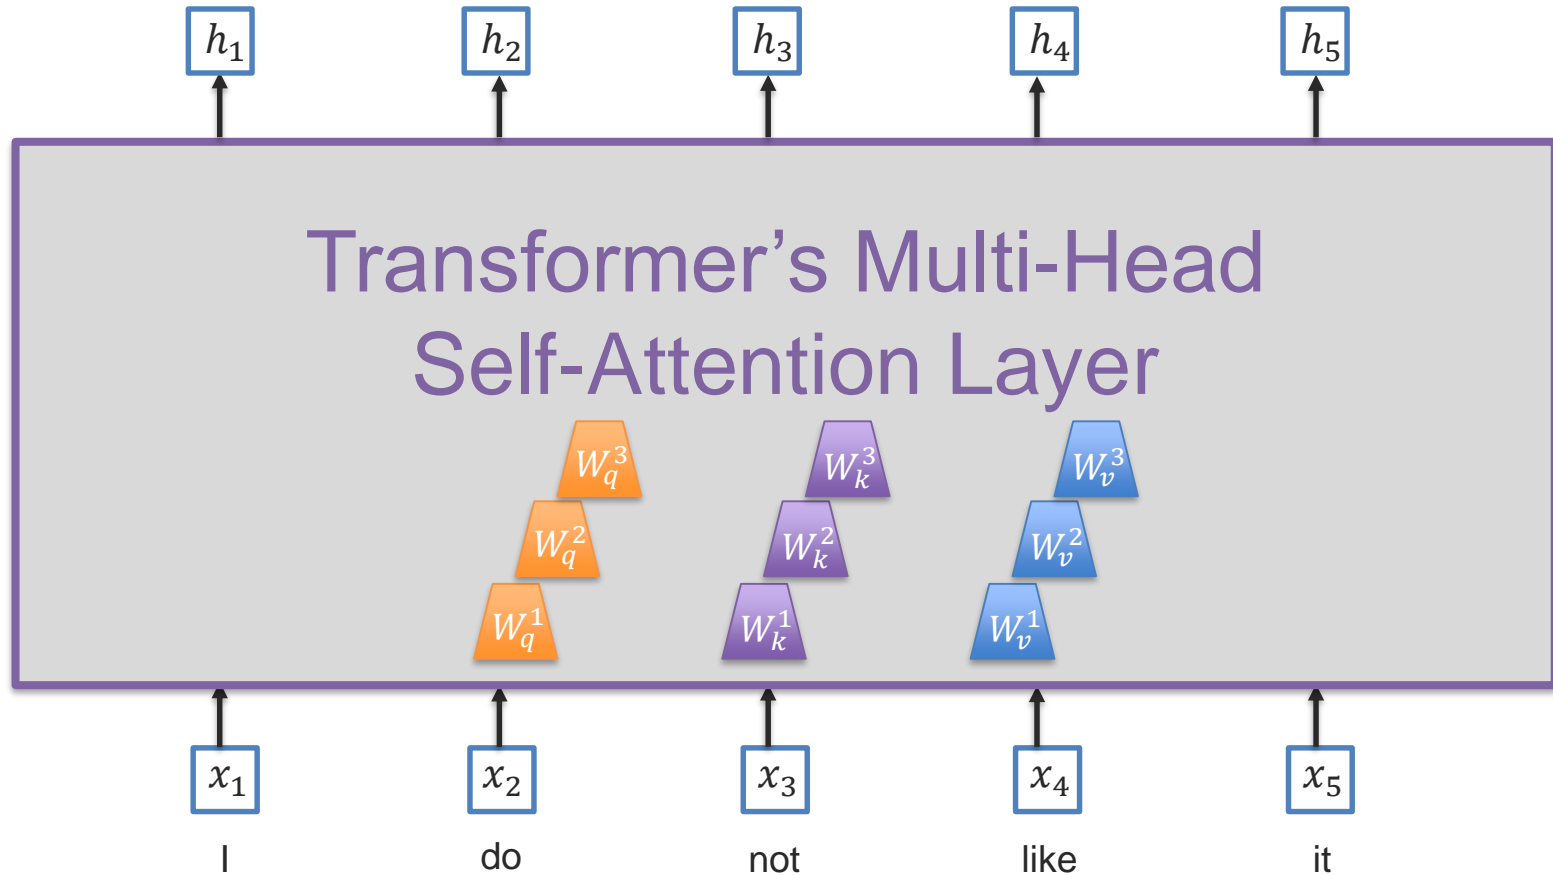 h₁ h₂ h₃ h₄ h₅
Transformer’s Multi-Head
Self-Attention Layer
W_q^3 W_k^3 W_v^3
W_q^2 W_k^2 W_v^2
W_q^1 W_k^1 W_v^1
x₁ x₂ x₃ x₄ x₅
I do not like it